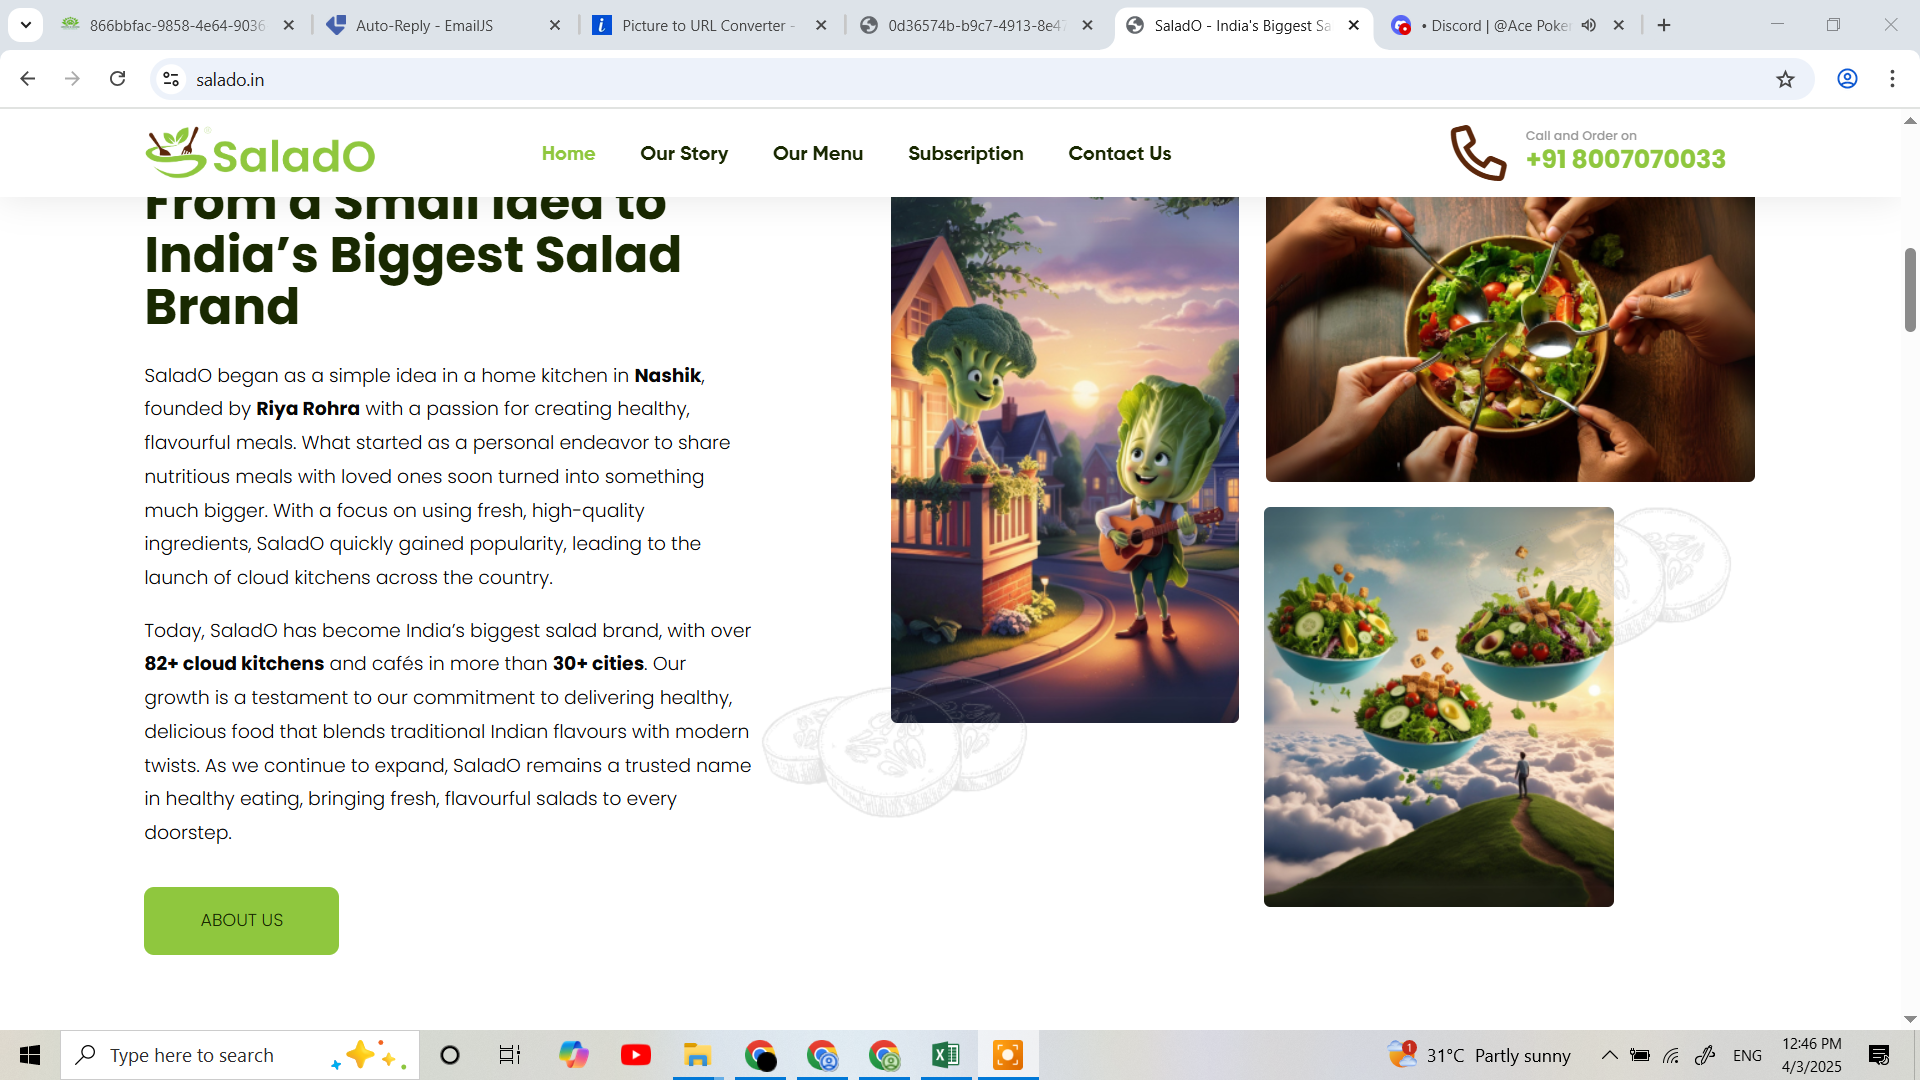 866bbfac-9858-4e64-9036
Auto-Reply - EmailJS
Picture to URL Converter -
0d36574b-b9c7-4913-8e47
SaladO - India's Biggest Sa
• Discord | @Ace Poker
salado.in
SaladO
Home
Our Story
Our Menu
Subscription
Contact Us
Call and Order on
+91 8007070033
From a Small Idea to
India’s Biggest Salad
Brand
SaladO began as a simple idea in a home kitchen in Nashik,
founded by Riya Rohra with a passion for creating healthy,
flavourful meals. What started as a personal endeavor to share
nutritious meals with loved ones soon turned into something
much bigger. With a focus on using fresh, high-quality
ingredients, SaladO quickly gained popularity, leading to the
launch of cloud kitchens across the country.
Today, SaladO has become India’s biggest salad brand, with over
82+ cloud kitchens and cafés in more than 30+ cities. Our
growth is a testament to our commitment to delivering healthy,
delicious food that blends traditional Indian flavours with modern
twists. As we continue to expand, SaladO remains a trusted name
in healthy eating, bringing fresh, flavourful salads to every
doorstep.
ABOUT US
Type here to search
1
31°C Partly sunny
ENG
12:46 PM
4/3/2025